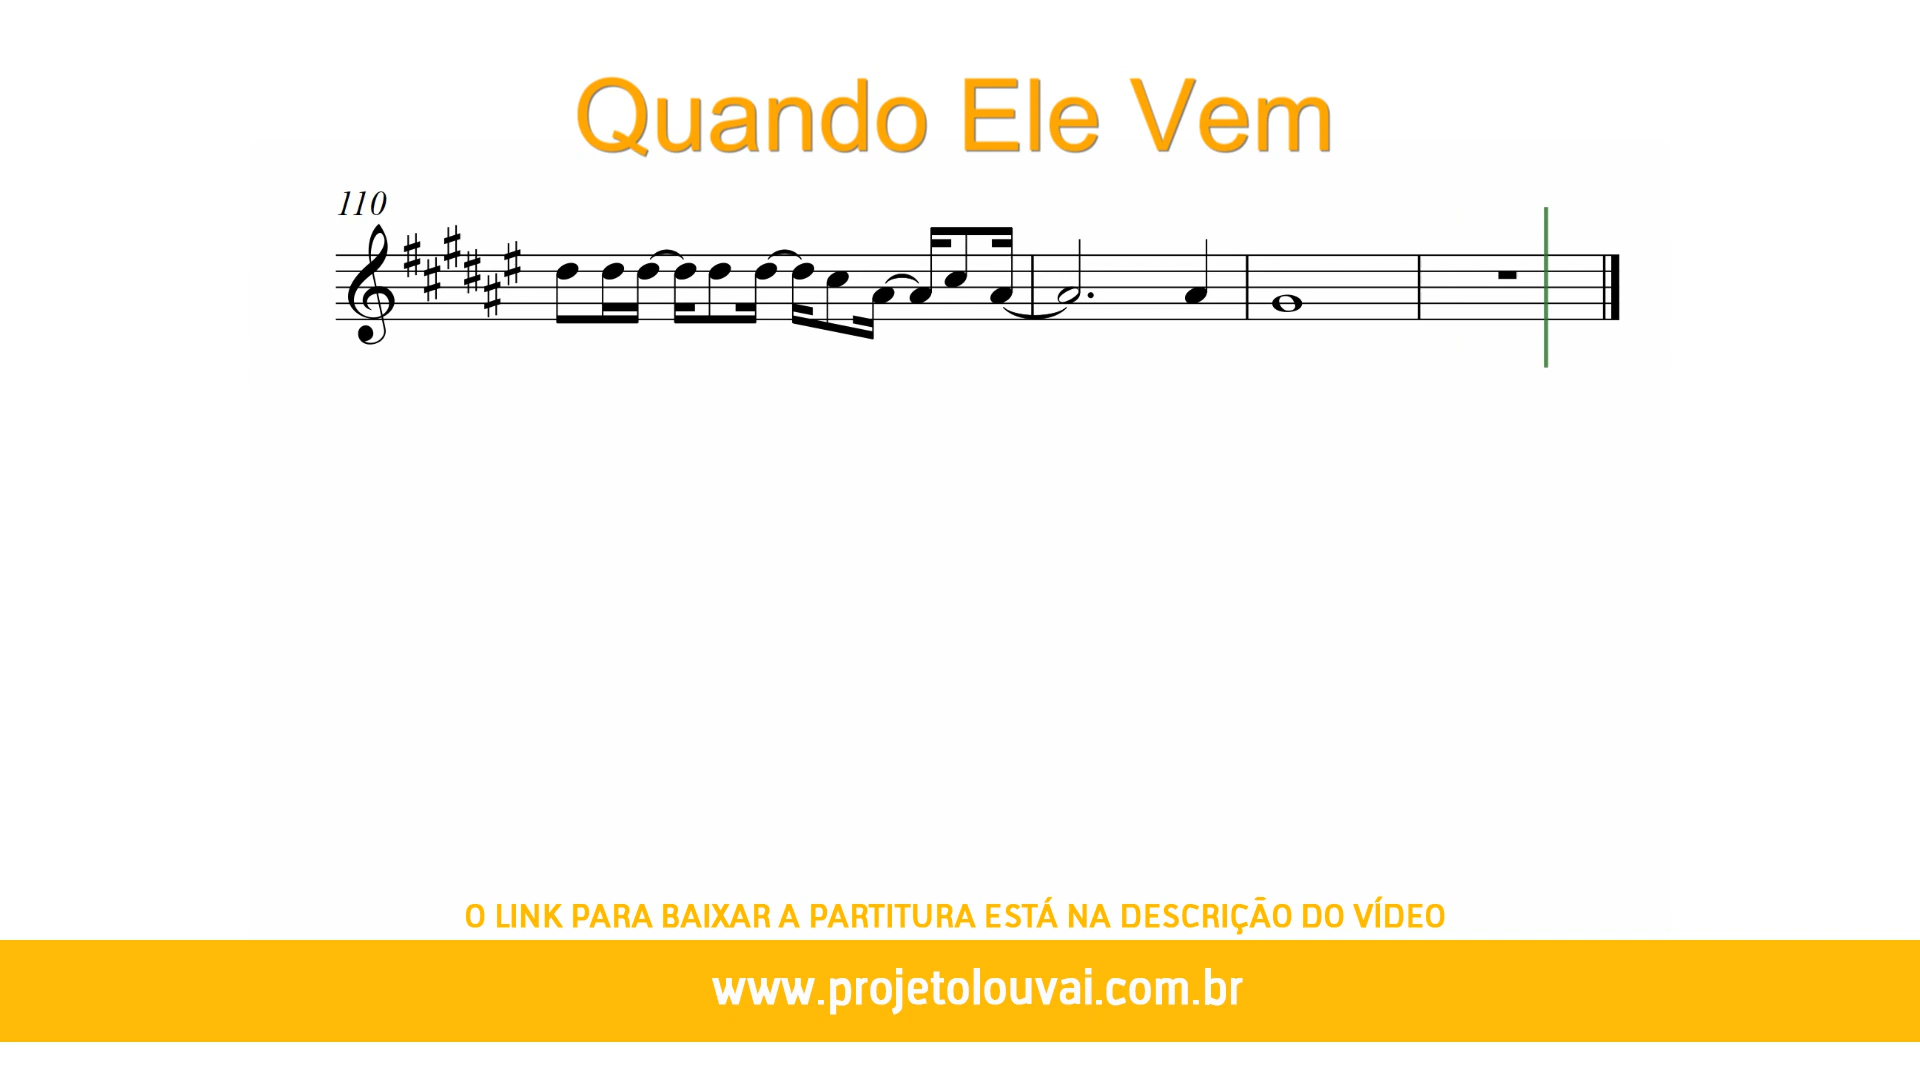 Quando Ele Vem
110
O LINK PARA BAIXAR A PARTITURA ESTÁ NA DESCRIÇÃO DO VÍDEO
www.projetolouvai.com.br